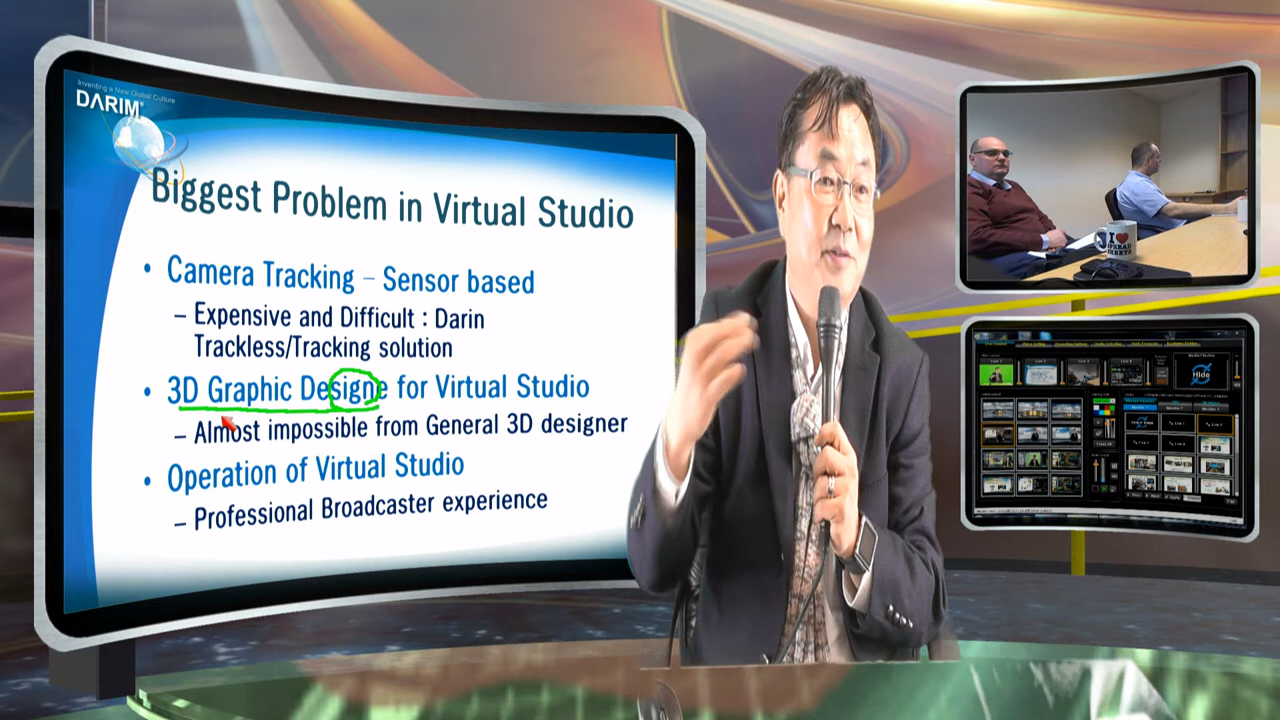 Inventing a New Global Culture
DARIM
Biggest Problem in Virtual Studio
• Camera Tracking – Sensor based
– Expensive and Difficult : Darin
Trackless/Tracking solution
• 3D Graphic Designe for Virtual Studio
– Almost impossible from General 3D designer
• Operation of Virtual Studio
– Professional Broadcaster experience
I ♥
SPREAD
SHEETS
Hide